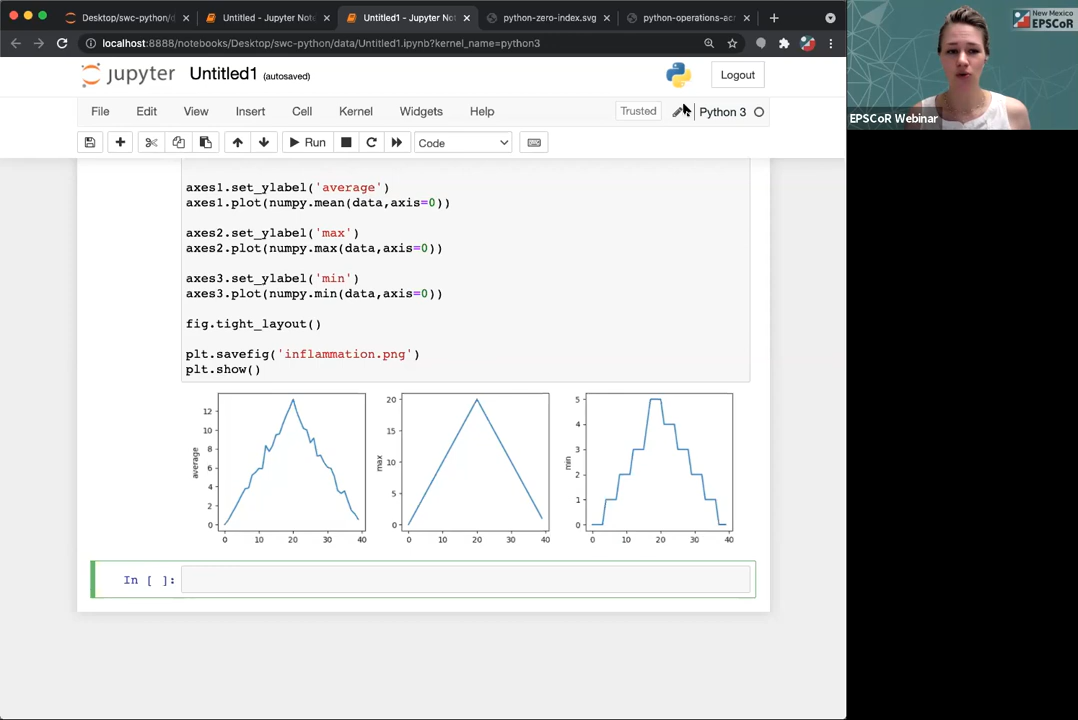 Desktop/swc-python/d
Untitled - Jupyter Not
Untitled1 - Jupyter No
python-zero-index.svg
python-operations-acr
localhost:8888/notebooks/Desktop/swc-python/data/Untitled1.ipynb?kernel_name=python3
New Mexico
EPSCoR
EPSCoR Webinar
jupyter Untitled1 (autosaved)
Logout
File Edit View Insert Cell Kernel Widgets Help
Trusted
Python 3
Run
Code
axes1.set_ylabel('average')
axes1.plot(numpy.mean(data,axis=0))
axes2.set_ylabel('max')
axes2.plot(numpy.max(data,axis=0))
axes3.set_ylabel('min')
axes3.plot(numpy.min(data,axis=0))
fig.tight_layout()
plt.savefig('inflammation.png')
plt.show()
average
12
10
8
6
4
2
0
0 10 20 30 40
max
20
15
10
5
0
0 10 20 30 40
min
5
4
3
2
1
0
0 10 20 30 40
In [ ]: